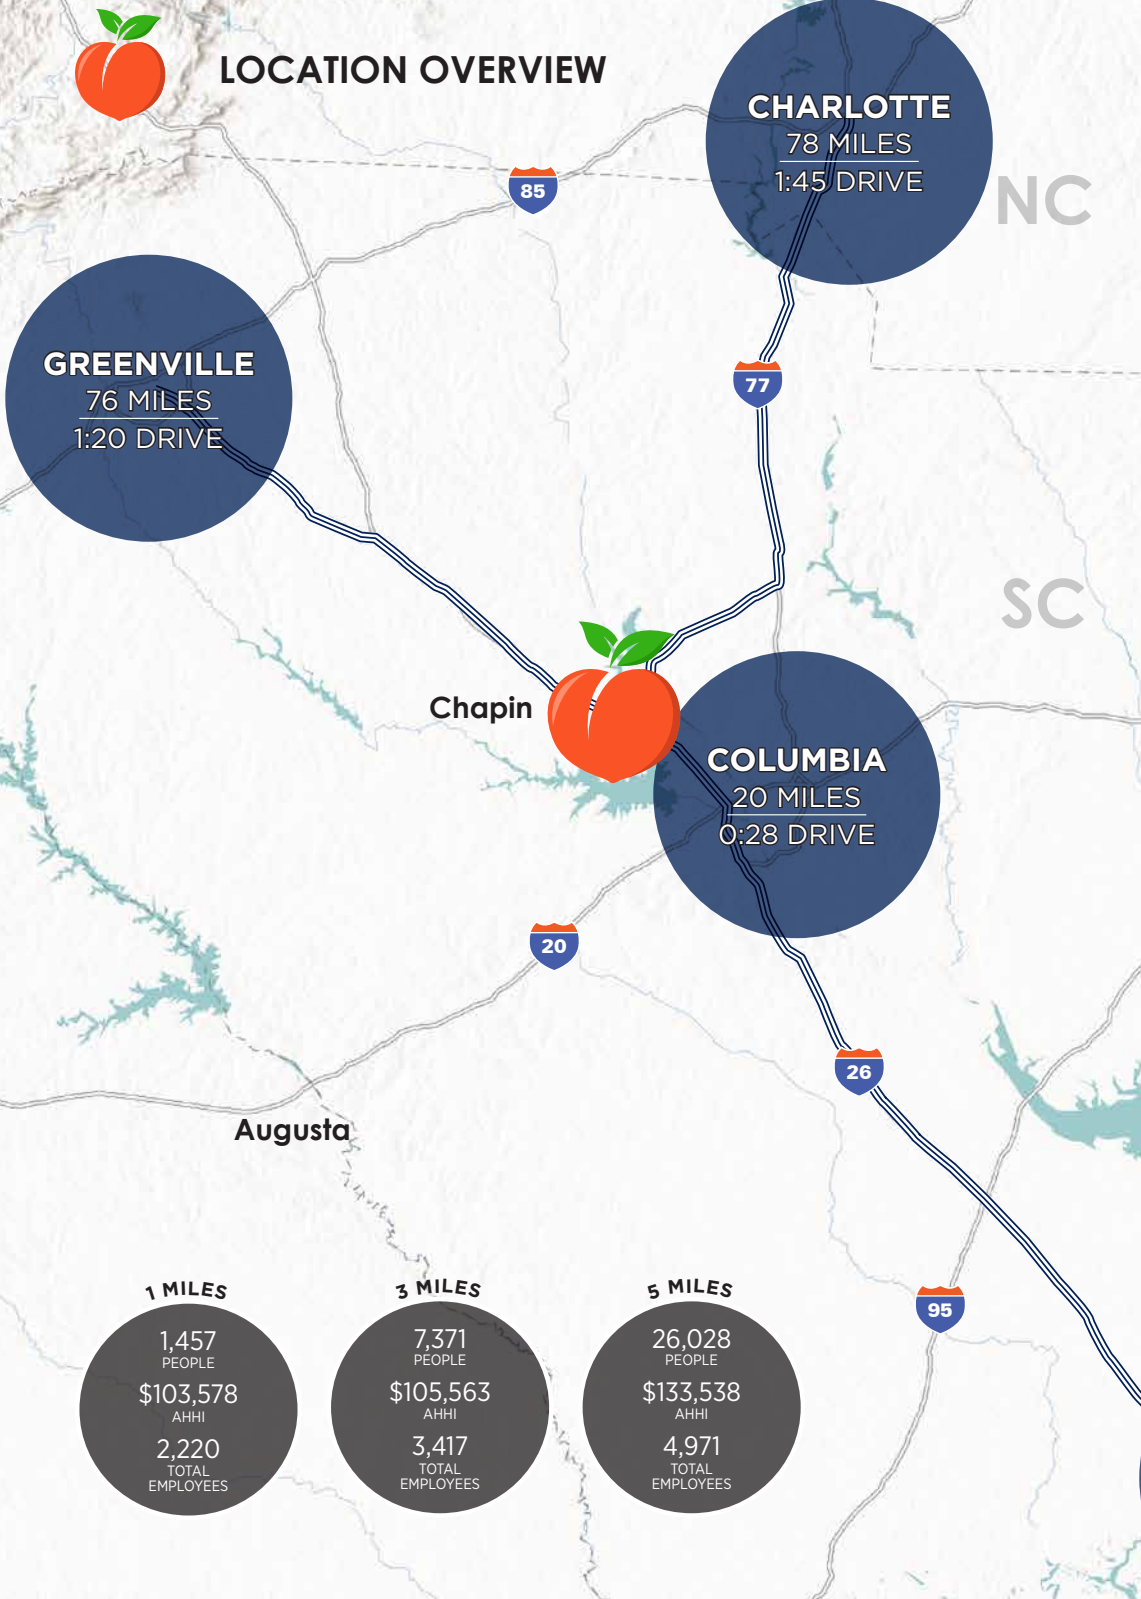 LOCATION OVERVIEW
CHARLOTTE
78 MILES
1:45 DRIVE
NC
85
GREENVILLE
76 MILES
1:20 DRIVE
77
SC
Chapin
COLUMBIA
20 MILES
0:28 DRIVE
20
26
Augusta
95
1 MILES
1,457
PEOPLE
$103,578
AHHI
2,220
TOTAL
EMPLOYEES
3 MILES
7,371
PEOPLE
$105,563
AHHI
3,417
TOTAL
EMPLOYEES
5 MILES
26,028
PEOPLE
$133,538
AHHI
4,971
TOTAL
EMPLOYEES